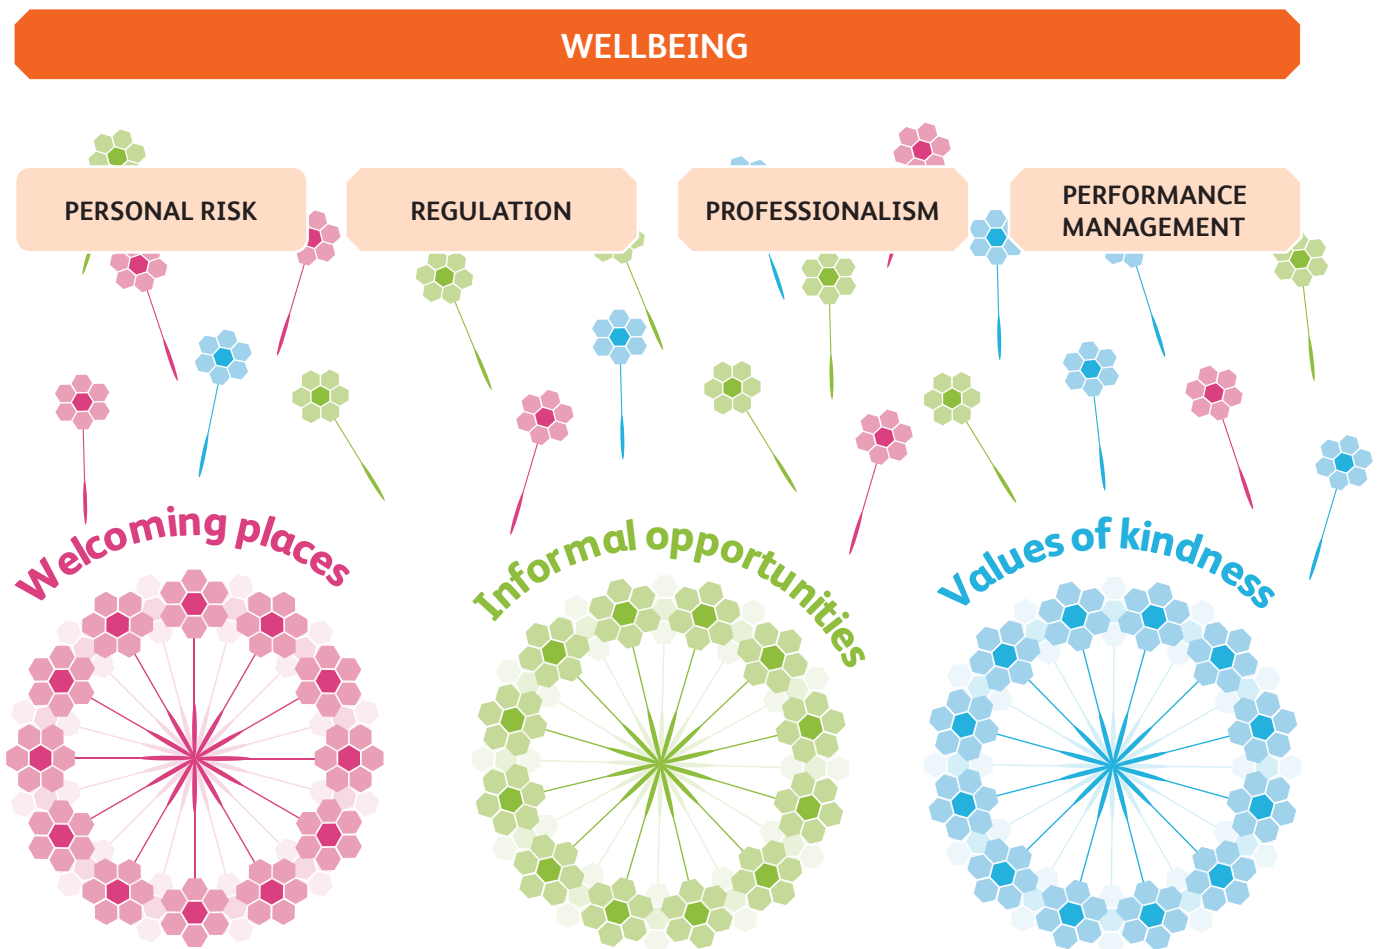 WELLBEING
PERSONAL RISK
REGULATION
PROFESSIONALISM
PERFORMANCE
MANAGEMENT
Welcoming places
Informal opportunities
Values of kindness